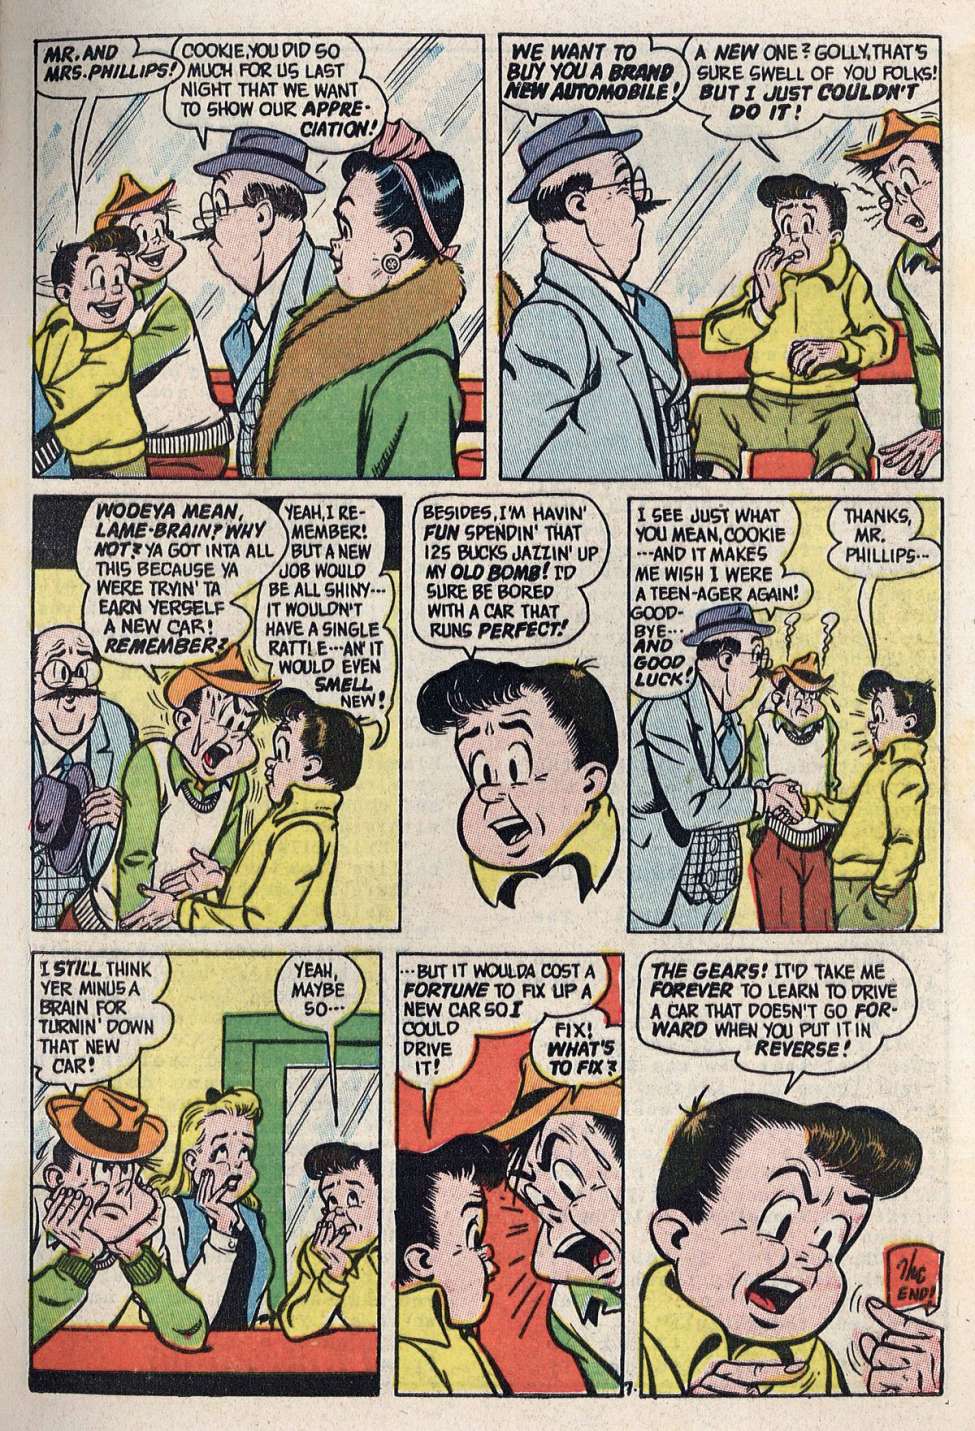 MR. AND
MRS. PHILLIPS!
COOKIE, YOU DID SO
MUCH FOR US LAST
NIGHT THAT WE WANT
TO SHOW OUR APPRE-
CIATION!
WE WANT TO
BUY YOU A BRAND
NEW AUTOMOBILE!
A NEW ONE? GOLLY, THAT'S
SURE SWELL OF YOU FOLKS!
BUT I JUST COULDN'T
DO IT!
WODEYA MEAN,
LAME-BRAIN? WHY
NOT? YA GOT INTA ALL
THIS BECAUSE YA
WERE TRYIN' TA
EARN YERSELF
A NEW CAR!
REMEMBER?
YEAH, I RE-
MEMBER!
BUT A NEW
JOB WOULD
BE ALL SHINY---
IT WOULDN'T
HAVE A SINGLE
RATTLE---AN' IT
WOULD EVEN
SMELL
NEW!
BESIDES, I'M HAVIN'
FUN SPENDIN' THAT
125 BUCKS JAZZIN' UP
MY OLD BOMB! I'D
SURE BE BORED
WITH A CAR THAT
RUNS PERFECT!
I SEE JUST WHAT
YOU MEAN, COOKIE
---AND IT MAKES
ME WISH I WERE
A TEEN-AGER AGAIN!
GOOD-
BYE---
AND
GOOD
LUCK!
THANKS,
MR.
PHILLIPS---
I STILL THINK
YER MINUS A
BRAIN FOR
TURNIN' DOWN
THAT NEW
CAR!
YEAH,
MAYBE
SO---
---BUT IT WOULDA COST A
FORTUNE TO FIX UP A
NEW CAR SO I
COULD
DRIVE
IT!
FIX!
WHAT'S
TO FIX?
THE GEARS! IT'D TAKE ME
FOREVER TO LEARN TO DRIVE
A CAR THAT DOESN'T GO FOR-
WARD WHEN YOU PUT IT IN
REVERSE!
THE
END!
7.